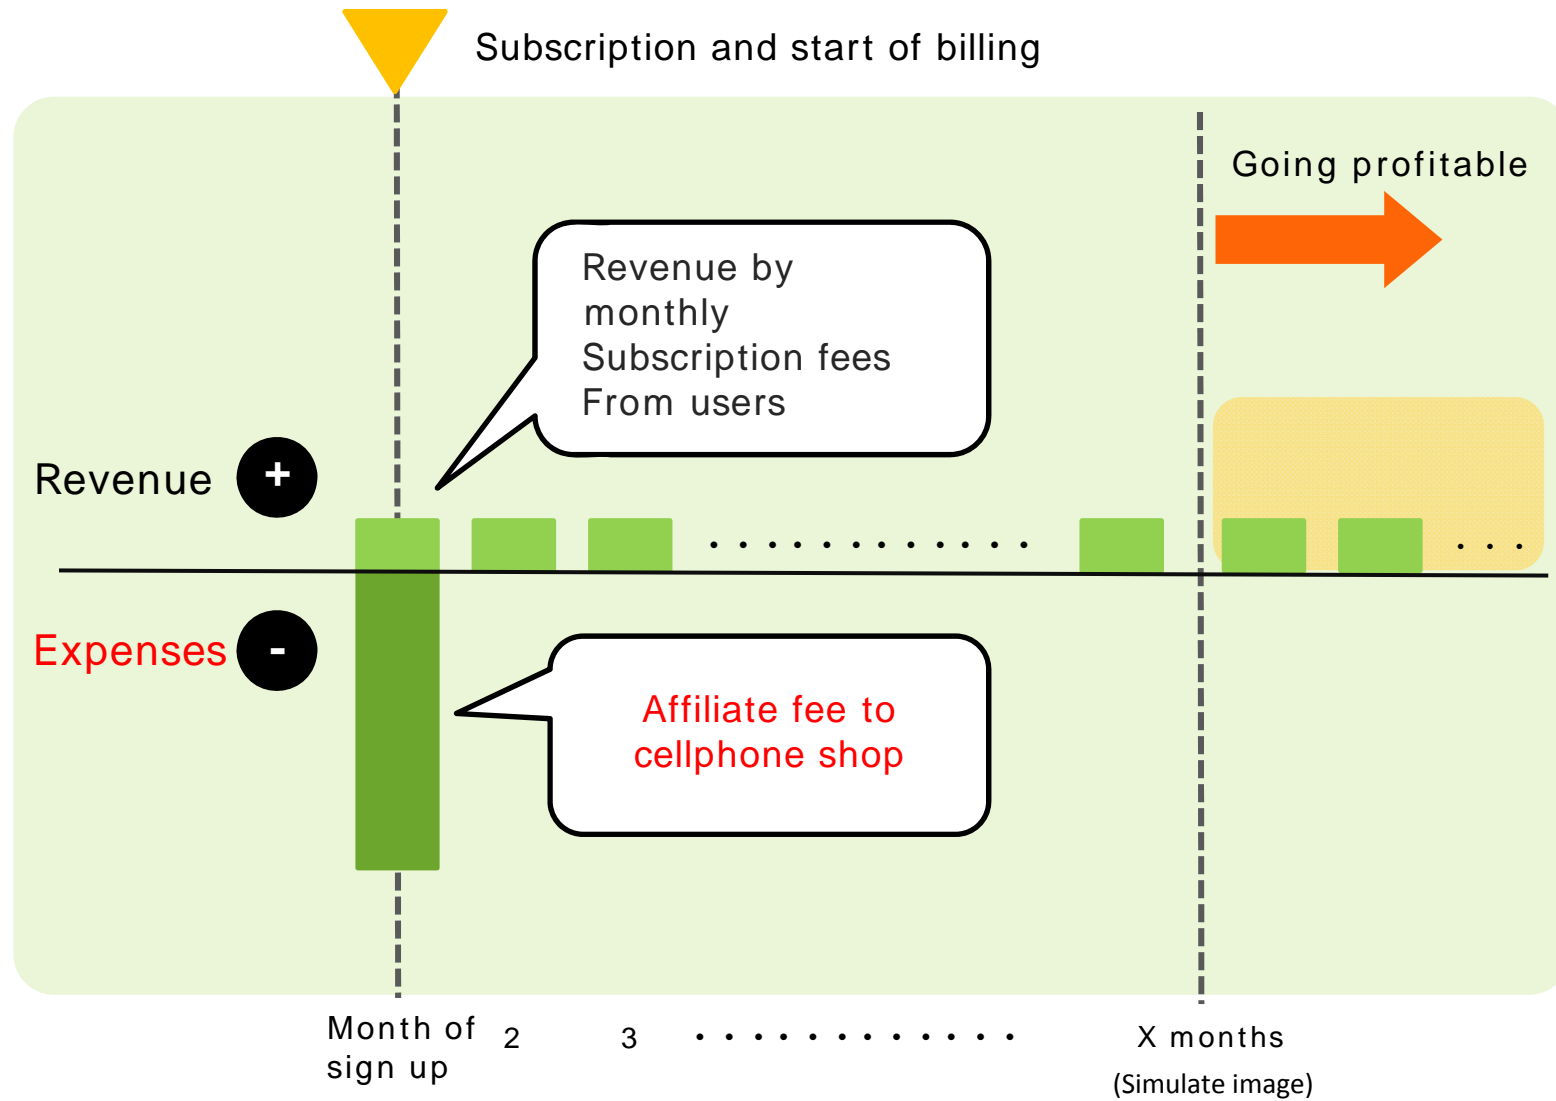 Subscription and start of billing
Going profitable
Revenue by
monthly
Subscription fees
From users
Revenue
+
. . . . . . . . . . . .
. . .
Expenses
-
Affiliate fee to
cellphone shop
Month of
sign up
2
3
. . . . . . . . . . . .
X months
(Simulate image)